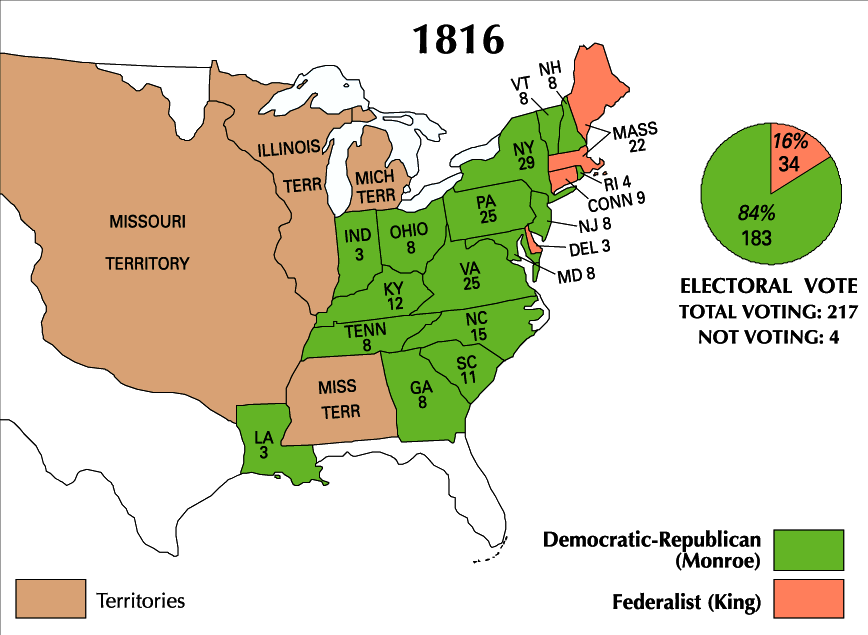 1816
VT
8
NH
8
MASS
22
NY
29
RI 4
CONN 9
NJ 8
DEL 3
MD 8
PA
25
ILLINOIS
TERR
MICH
TERR
MISSOURI
TERRITORY
IND
3
OHIO
8
VA
25
KY
12
NC
15
TENN
8
SC
11
MISS
TERR
GA
8
LA
3
16%
34
84%
183
ELECTORAL VOTE
TOTAL VOTING: 217
NOT VOTING: 4
Democratic-Republican
(Monroe)
Federalist (King)
Territories